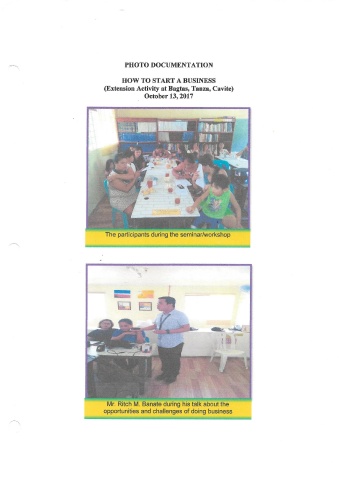 PHOTO DOCUMENTATION
HOW TO START A BUSINESS
(Extension Activity at Bagtas, Tanza, Cavite)
October 13, 2017
The participants during the seminar/workshop
Mr. Ritch M. Banate during his talk about the
opportunities and challenges of doing business